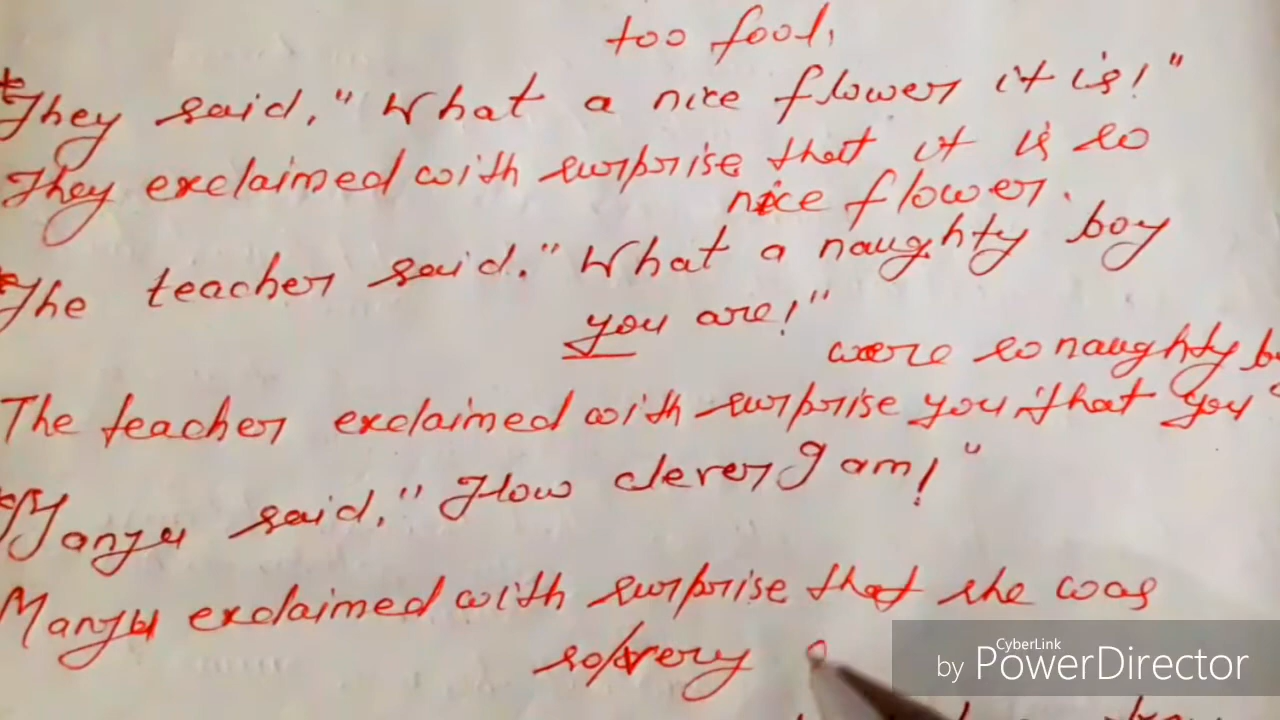 too food,
They said, "What a nice flower it is!"
They exclaimed with surprise that it is so
nice flower.
The teacher said, "What a naughty boy
you are!"
were so naughty
The teacher exclaimed with surprise you that you
Manju said, "How clever I am!"
Manju exclaimed with surprise that she was
so/very
CyberLink
by PowerDirector